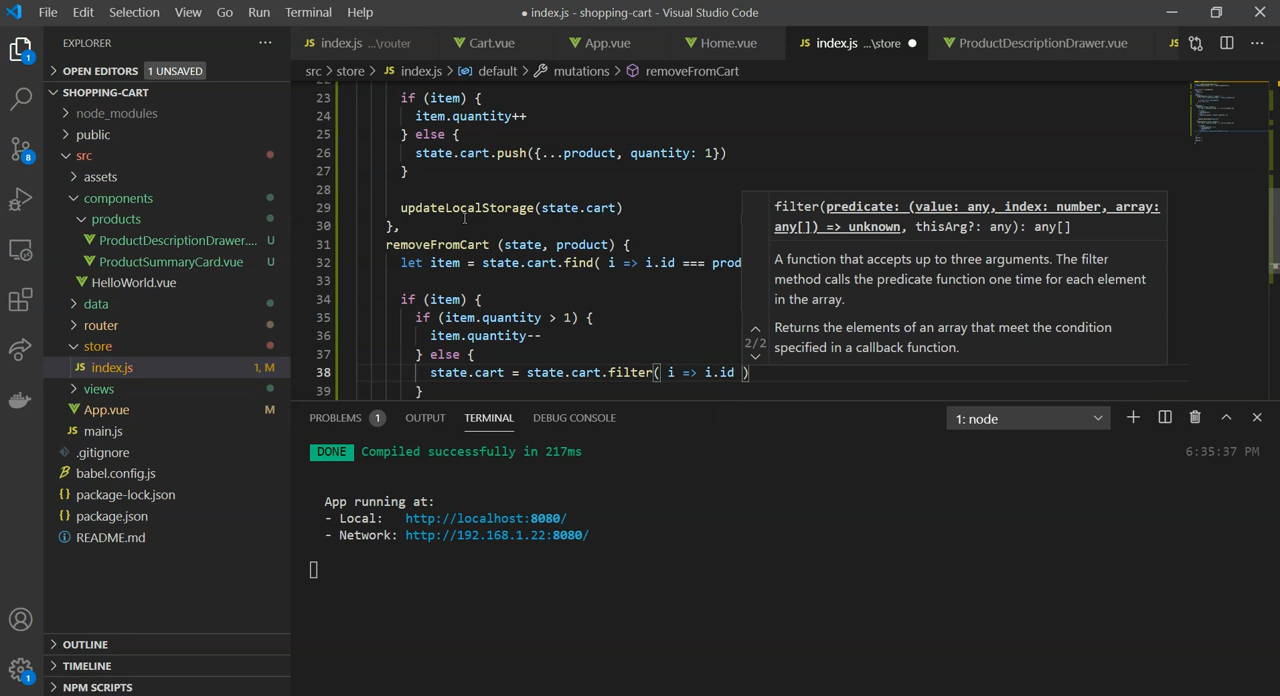 File Edit Selection View Go Run Terminal Help
● index.js - shopping-cart - Visual Studio Code
EXPLORER
JS index.js ...\router
Cart.vue
App.vue
Home.vue
JS index.js ...\store
ProductDescriptionDrawer.vue
JS
OPEN EDITORS 1 UNSAVED
src > store > JS index.js > default > mutations > removeFromCart
SHOPPING-CART
node_modules
public
src
assets
components
products
ProductDescriptionDrawer.... U
ProductSummaryCard.vue U
HelloWorld.vue
data
router
store
JS index.js 1, M
views
App.vue M
JS main.js
.gitignore
babel.config.js
{} package-lock.json
{} package.json
README.md
OUTLINE
TIMELINE
NPM SCRIPTS
1
8
1
23 if (item) {
24 item.quantity++
25 } else {
26 state.cart.push({...product, quantity: 1})
27 }
28
29 updateLocalStorage(state.cart)
30 },
31 removeFromCart (state, product) {
32 let item = state.cart.find( i => i.id === prod
33
34 if (item) {
35 if (item.quantity > 1) {
36 item.quantity--
37 } else {
38 state.cart = state.cart.filter( i => i.id )
39 }
filter(predicate: (value: any, index: number, array:
any[]) => unknown, thisArg?: any): any[]
A function that accepts up to three arguments. The filter
method calls the predicate function one time for each element
in the array.
2/2
Returns the elements of an array that meet the condition
specified in a callback function.
PROBLEMS 1 OUTPUT TERMINAL DEBUG CONSOLE
1: node
DONE Compiled successfully in 217ms 6:35:37 PM
App running at:
- Local: http://localhost:8080/
- Network: http://192.168.1.22:8080/